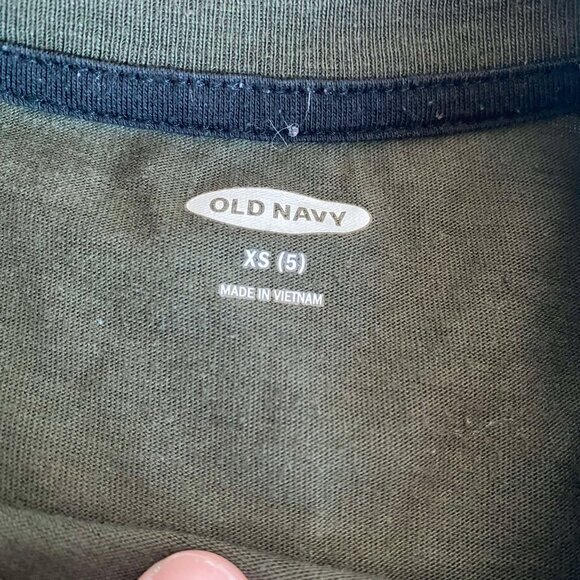 OLD NAVY
XS (5)
MADE IN VIETNAM